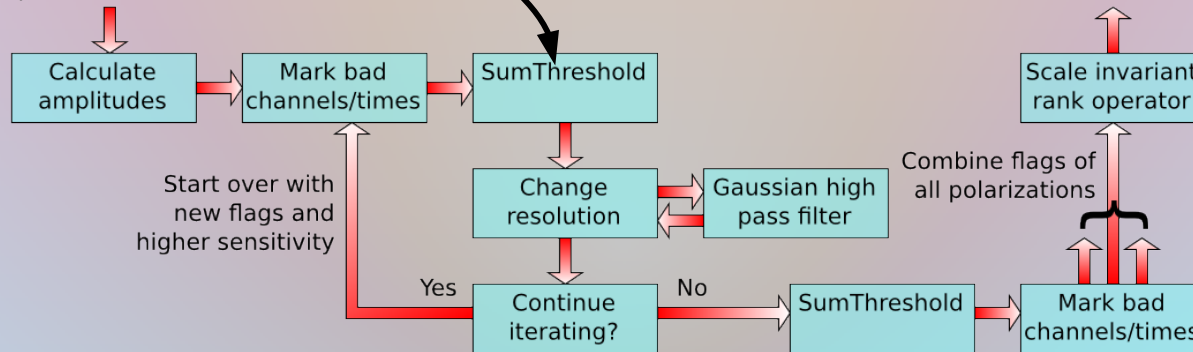 Calculate
amplitudes
Mark bad
channels/times
SumThreshold
Scale invariant
rank operator
Start over with
new flags and
higher sensitivity
Change
resolution
Gaussian high
pass filter
Combine flags of
all polarizations
Yes
Continue
iterating?
No
SumThreshold
Mark bad
channels/times